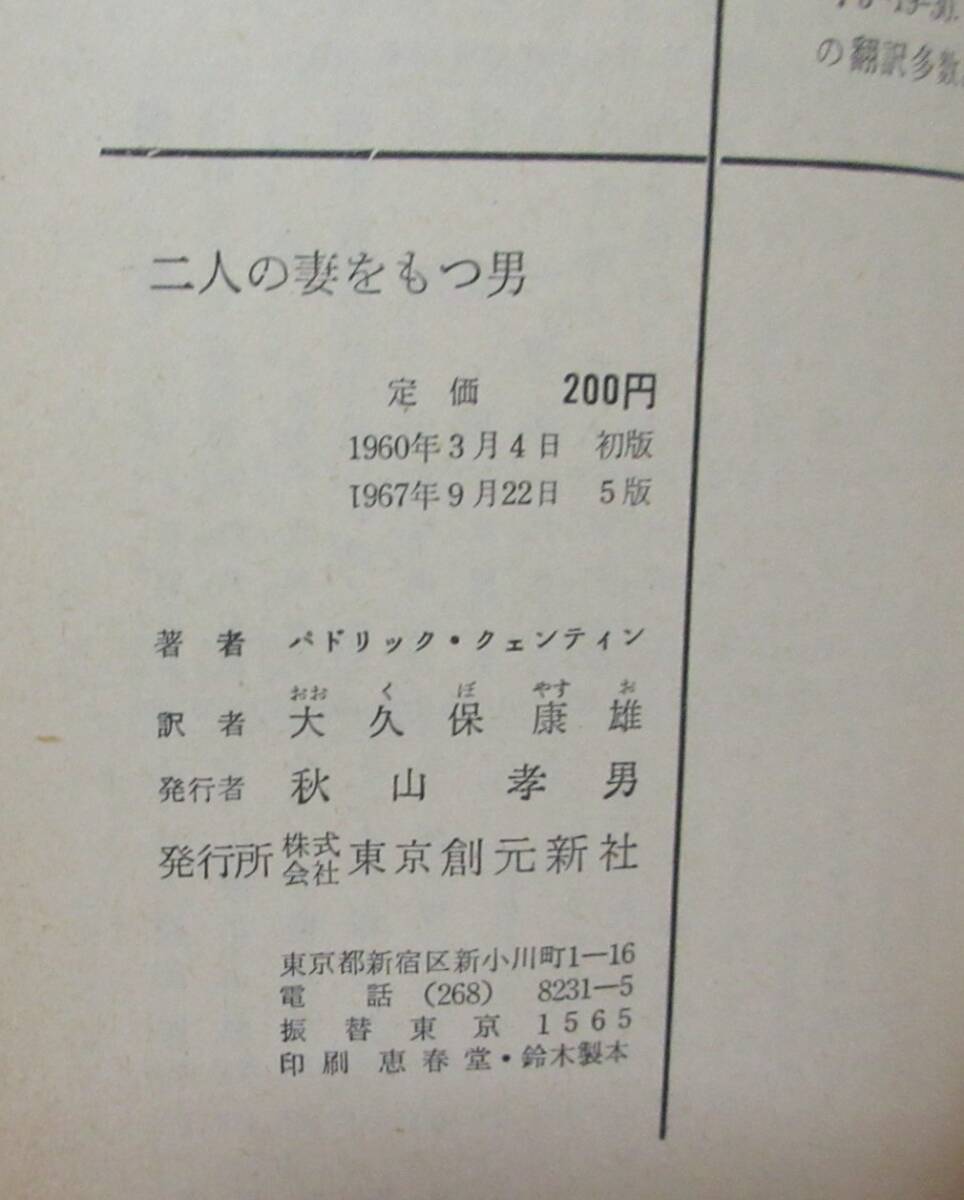 の翻訳多数
二人の妻をもつ男
定価 200円
1960年3月4日 初版
1967年9月22日 5版
著者 パドリック・クェンティン
おお く ぼ やす お
訳者 大久保康雄
発行者 秋山孝男
発行所 株式会社 東京創元新社
東京都新宿区新小川町1―16
電話 (268) 8231―5
振替東京 1565
印刷 恵春堂・鈴木製本